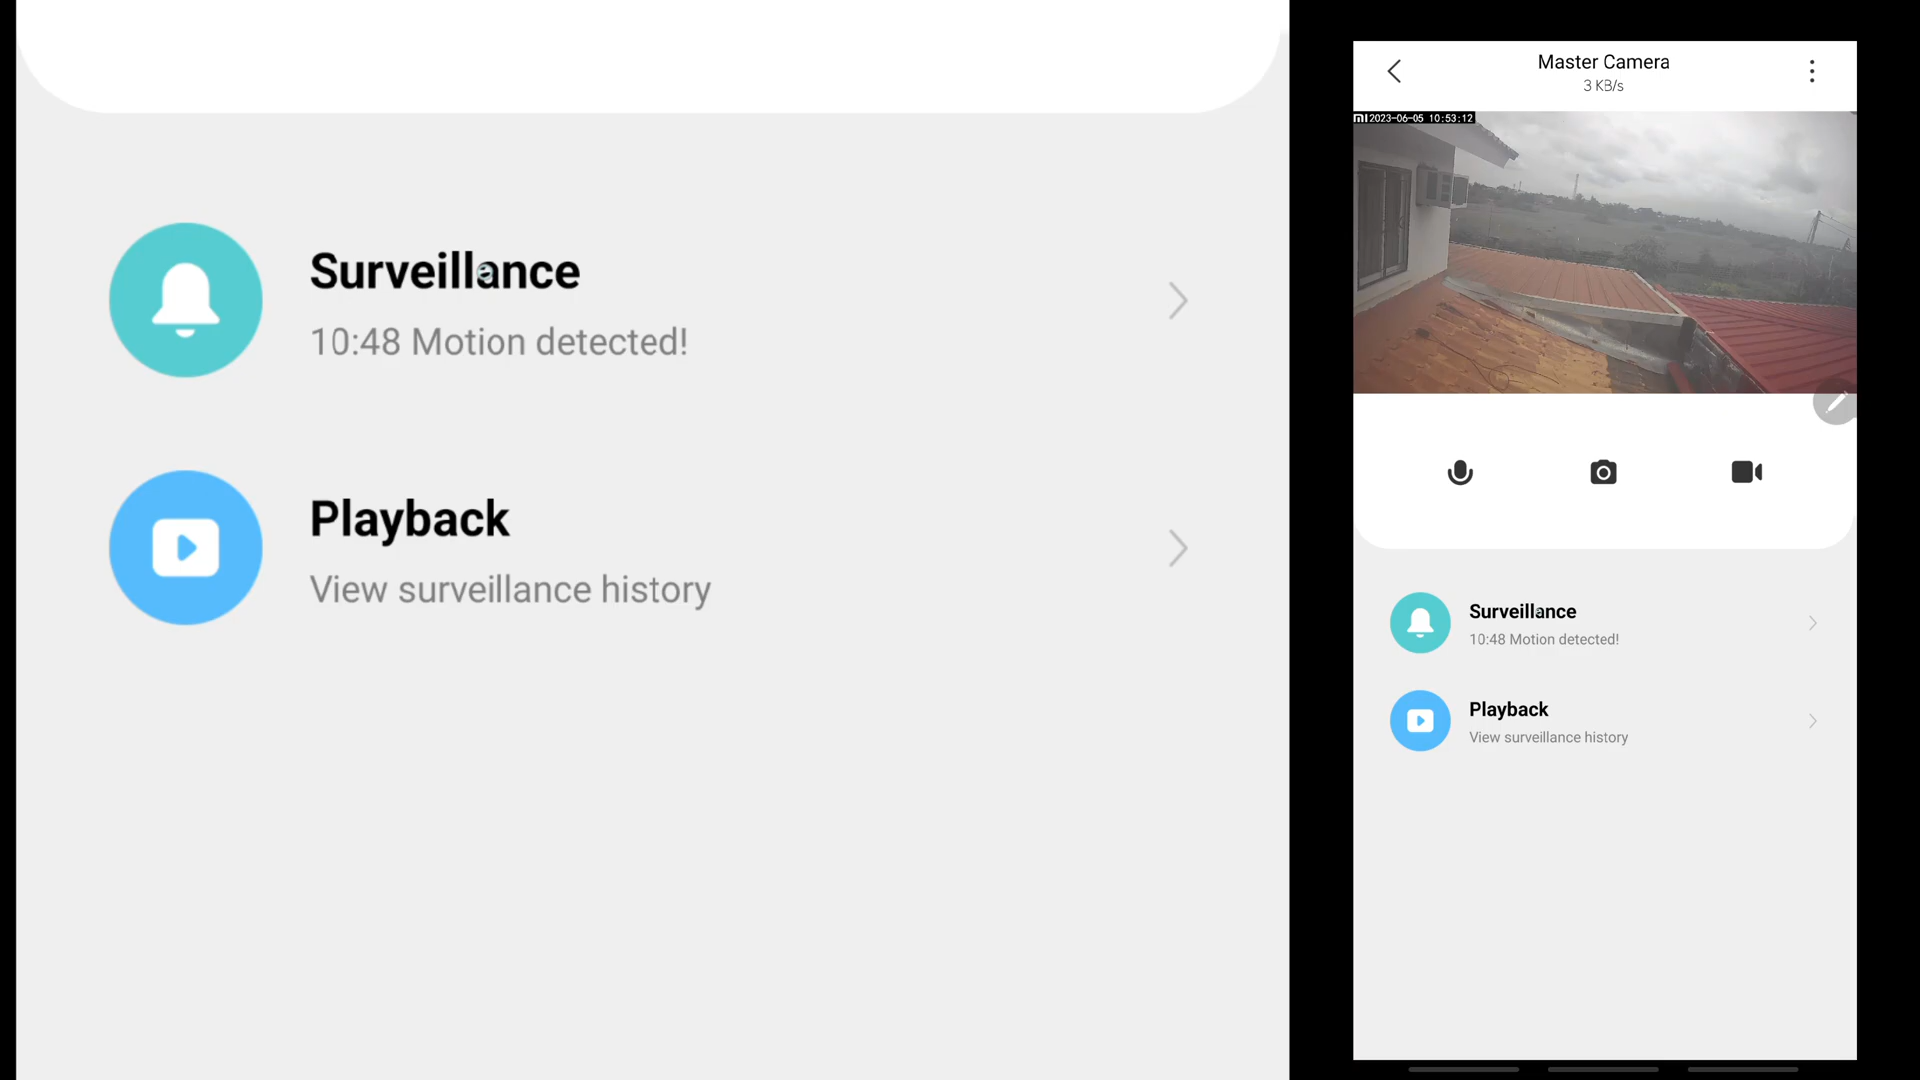 Surveillance
10:48 Motion detected!
Playback
View surveillance history
Master Camera
3 KB/s
mi 2023-06-05 10:53:12
Surveillance
10:48 Motion detected!
Playback
View surveillance history